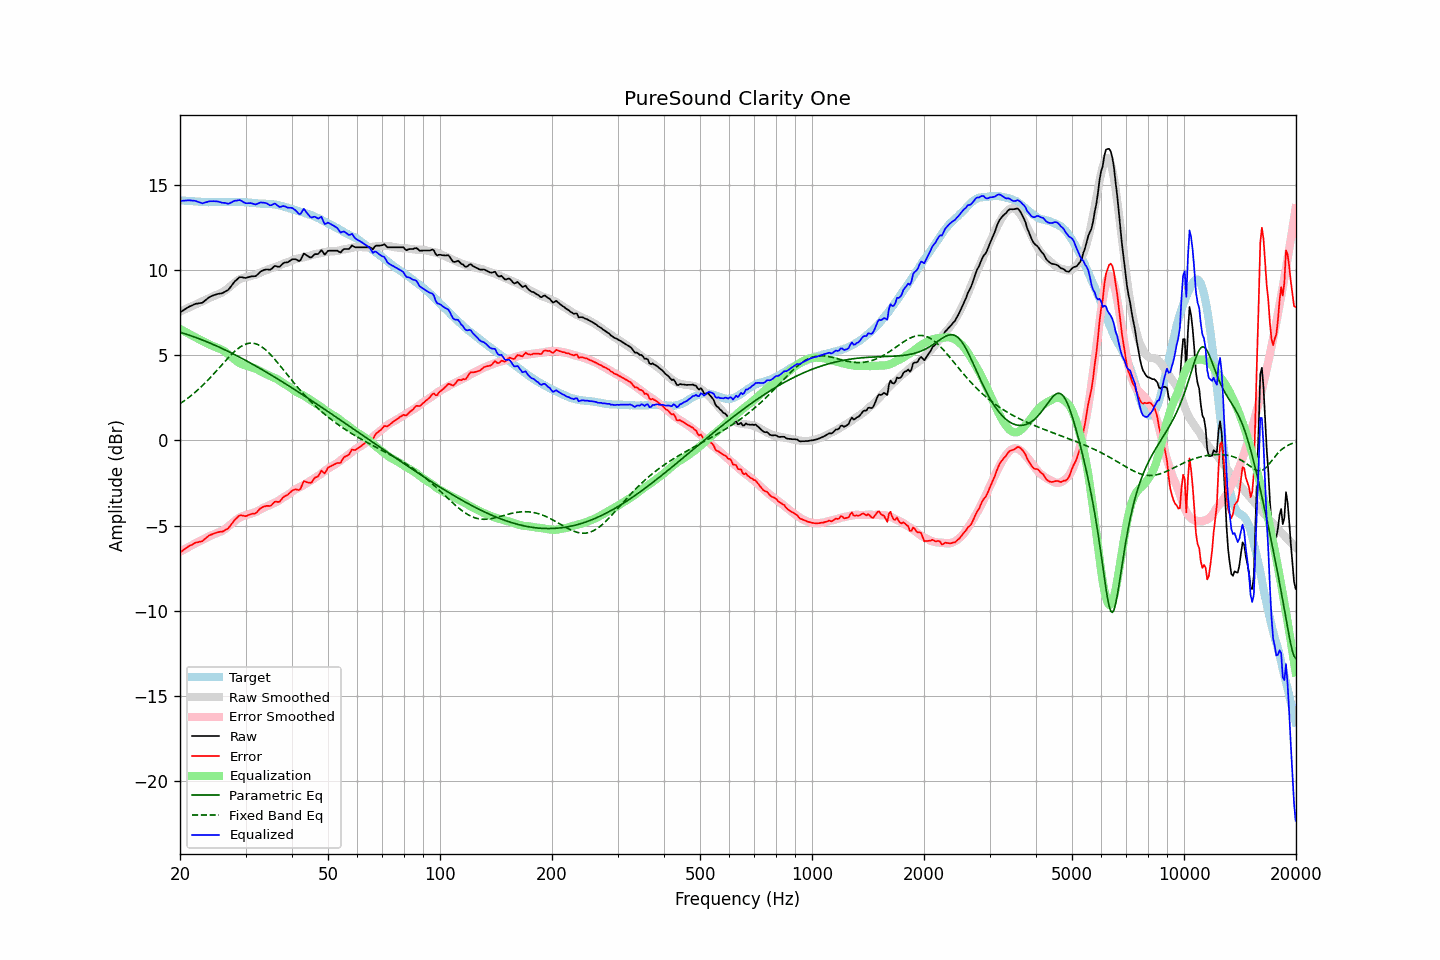 PureSound Clarity One
Amplitude (dBr)
15
10
5
0
−5
−10
−15
−20
Target
Raw Smoothed
Error Smoothed
Raw
Error
Equalization
Parametric Eq
Fixed Band Eq
Equalized
20 50 100 200 500 1000 2000 5000 10000 20000
Frequency (Hz)